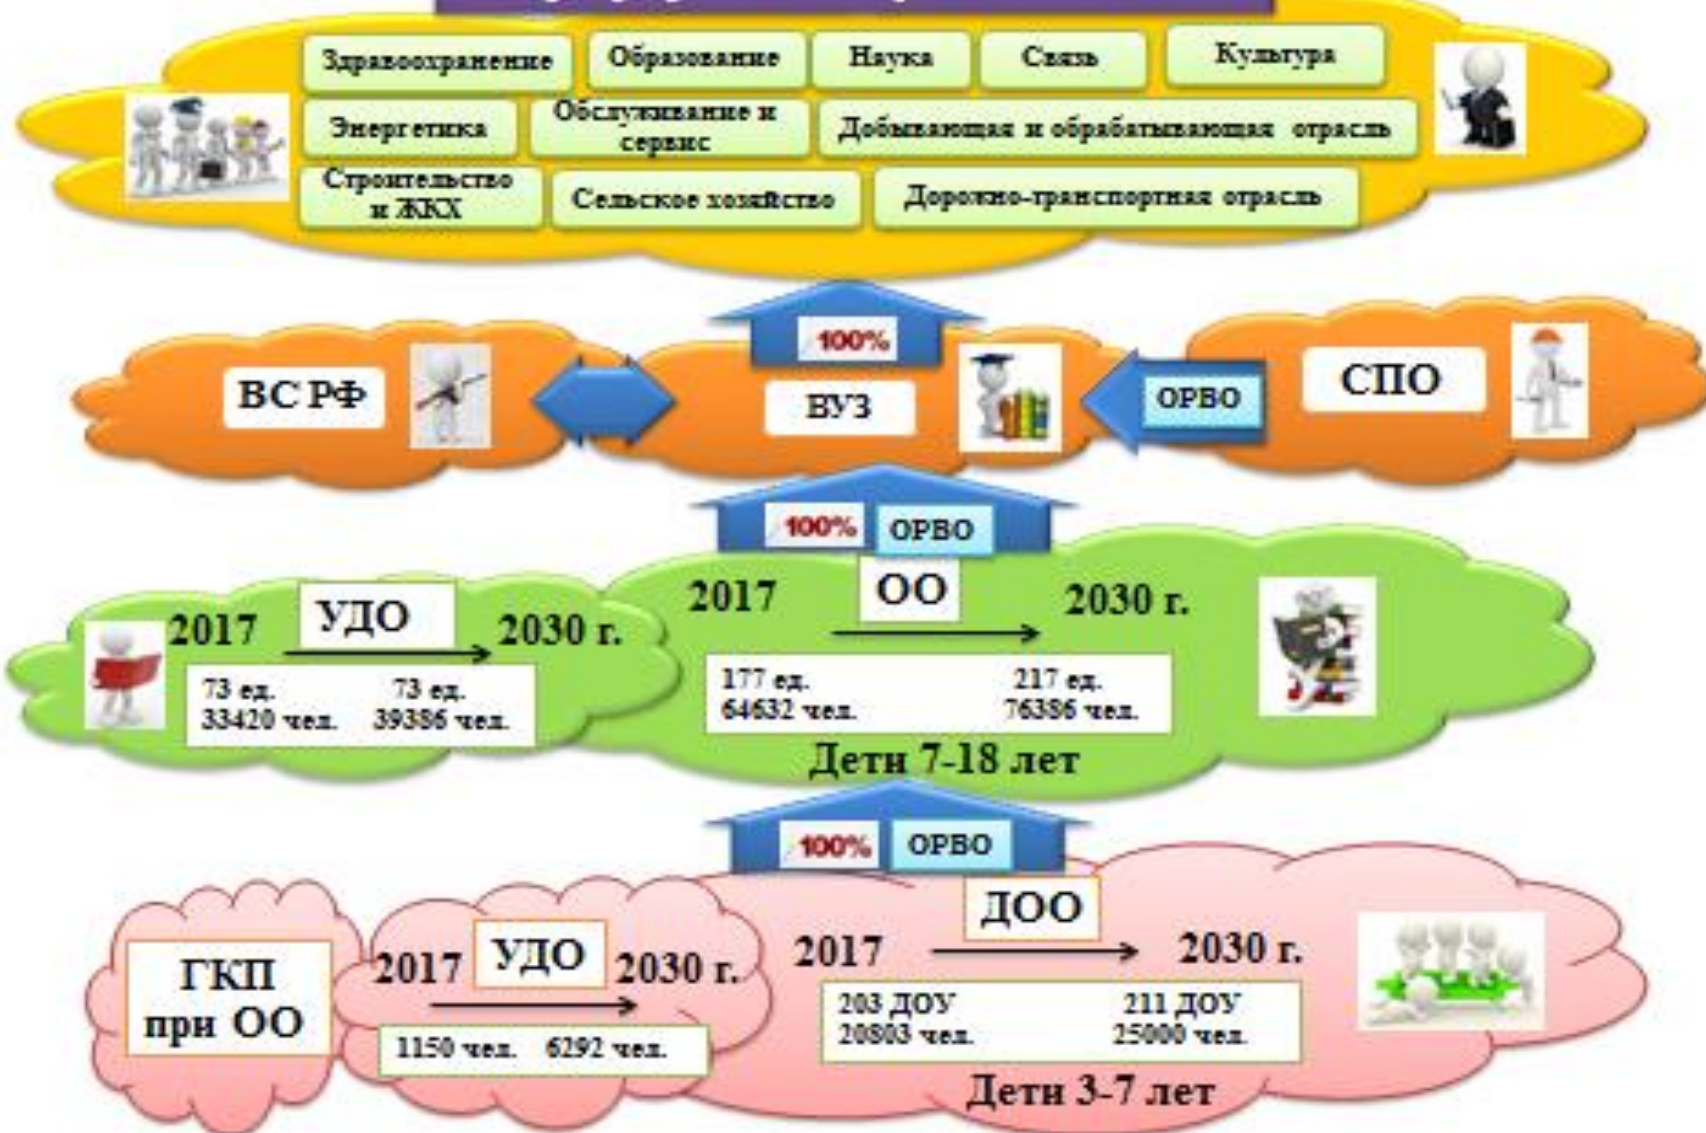 Здравоохранение
Образование
Наука
Связь
Культура
Энергетика
Обслуживание и
сервис
Добывающая и обрабатывающая отрасль
Строительство
и ЖКХ
Сельское хозяйство
Дорожно-транспортная отрасль
100%
ВС РФ
ВУЗ
ОРВО
СПО
100%
ОРВО
2017
УДО
2030 г.
73 ед.
73 ед.
33420 чел.
39386 чел.
2017
ОО
2030 г.
177 ед.
217 ед.
64632 чел.
76386 чел.
Дети 7-18 лет
100%
ОРВО
ГКП
при ОО
2017
УДО
2030 г.
1150 чел.
6292 чел.
ДОО
2017
2030 г.
203 ДОУ
211 ДОУ
20803 чел.
25000 чел.
Дети 3-7 лет